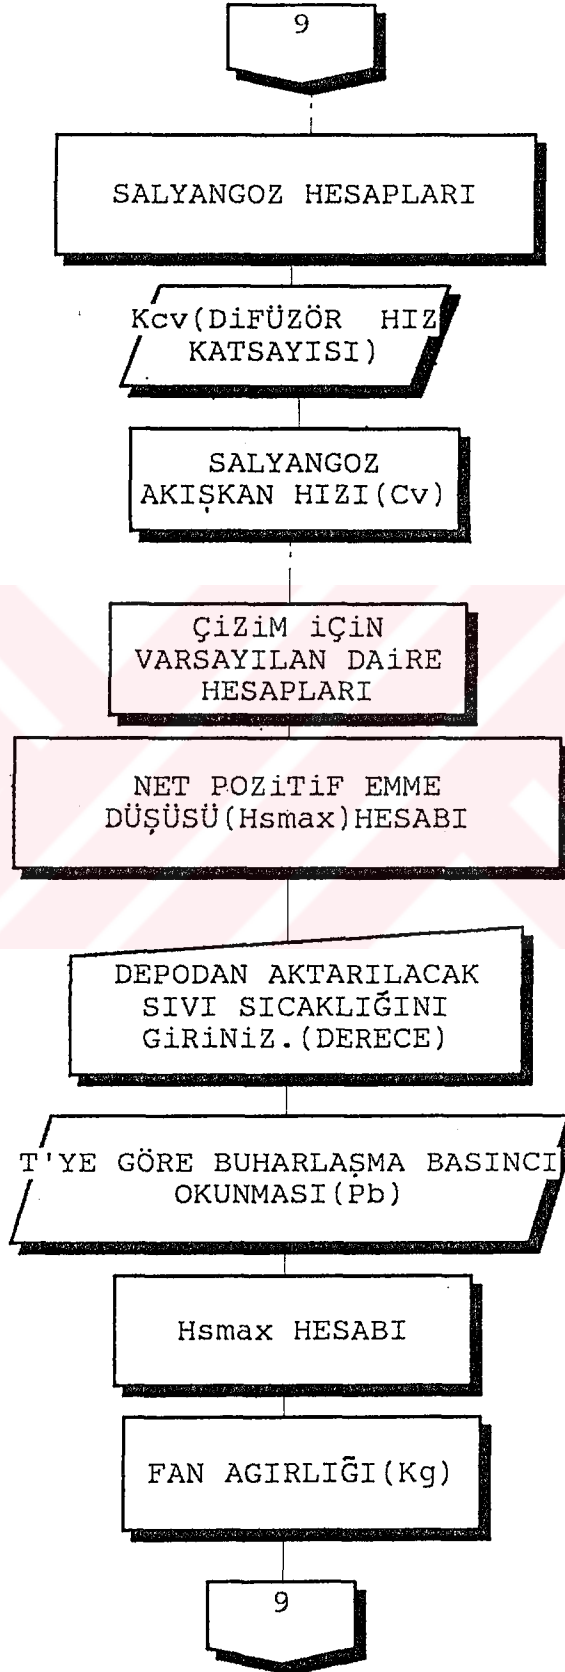 9
SALYANGOZ HESAPLARI
Kcv(DiFÜZÖR HIZ
KATSAYISI)
SALYANGOZ
AKIŞKAN HIZI(Cv)
ÇiZiM iÇiN
VARSAYILAN DAiRE
HESAPLARI
NET POZiTiF EMME
DÜŞÜSÜ(Hsmax)HESABI
DEPODAN AKTARILACAK
SIVI SICAKLIĞINI
GiRiNiZ.(DERECE)
T'YE GÖRE BUHARLAŞMA BASINCI
OKUNMASI(Pb)
Hsmax HESABI
FAN AGIRLIĞI(Kg)
9